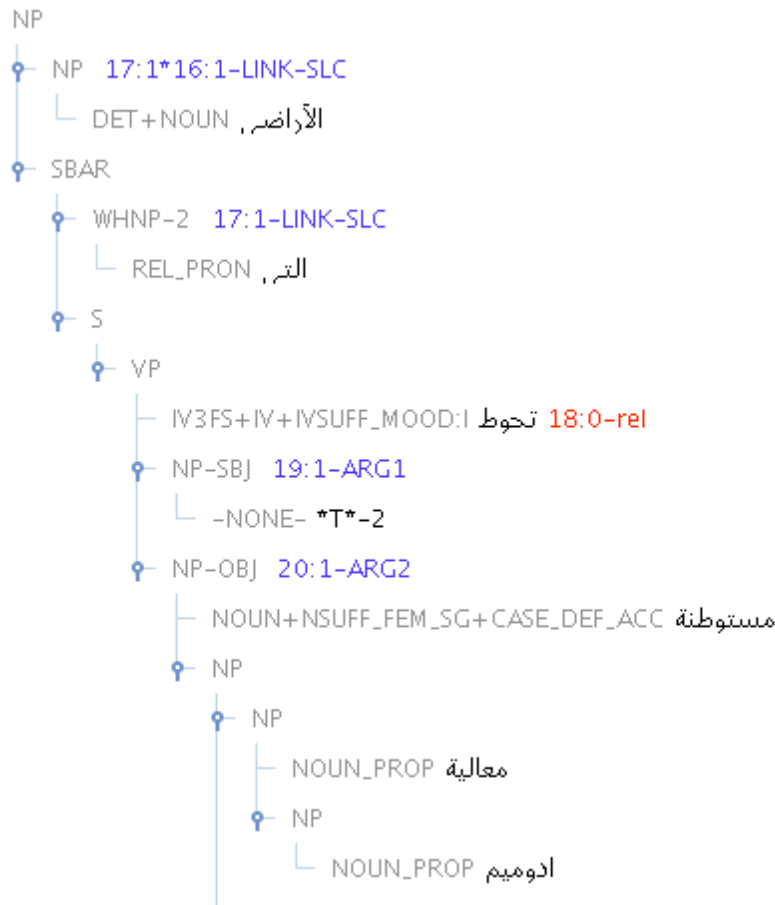 NP
NP 17:1*16:1-LINK-SLC
DET+NOUN الأراضي
SBAR
WHNP-2 17:1-LINK-SLC
REL_PRON التي
S
VP
IV3FS+IV+IVSUFF_MOOD:I تحوط 18:0-rel
NP-SBJ 19:1-ARG1
-NONE- *T*-2
NP-OBJ 20:1-ARG2
NOUN+NSUFF_FEM_SG+CASE_DEF_ACC مستوطنة
NP
NP
NOUN_PROP معالية
NP
NOUN_PROP ادوميم